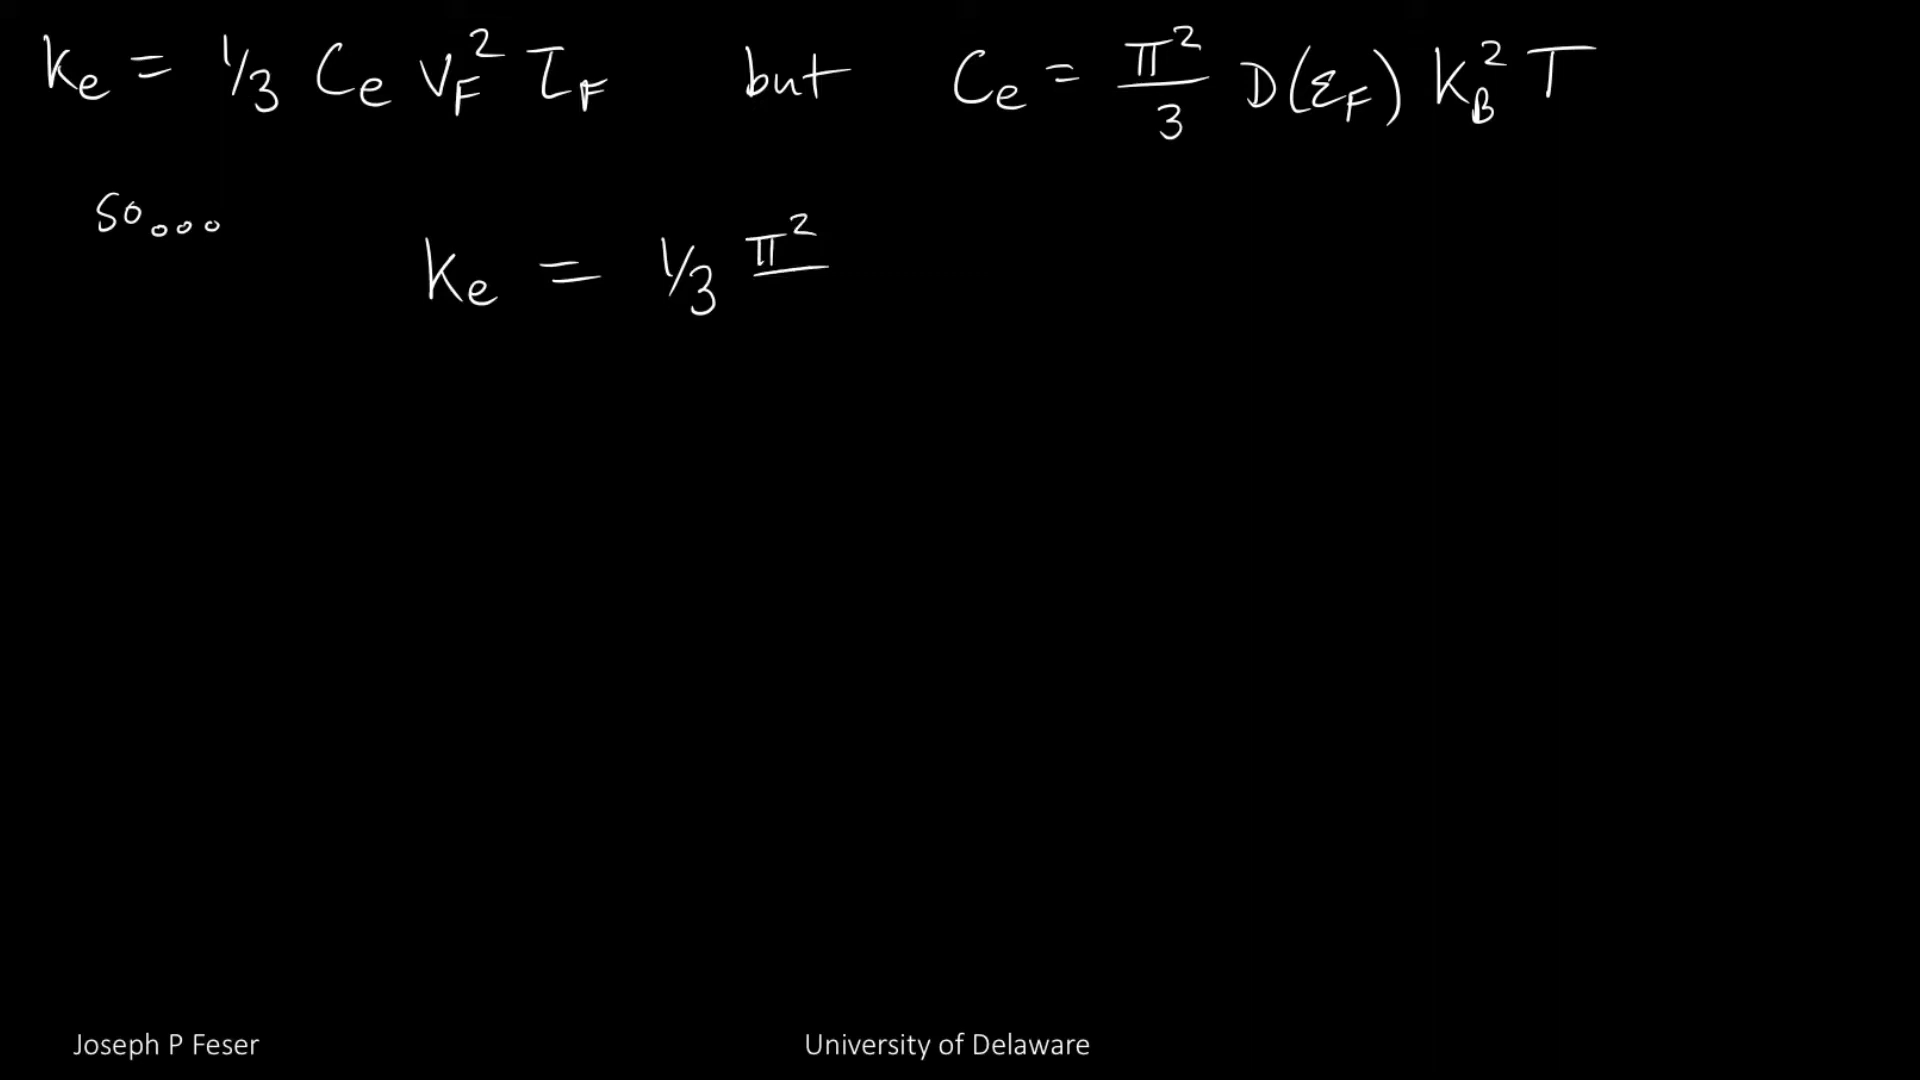 ke = 1/3 Ce VF² τF but Ce = π²/3 D(εF) KB² T
so...
ke = 1/3 π²
Joseph P Feser University of Delaware